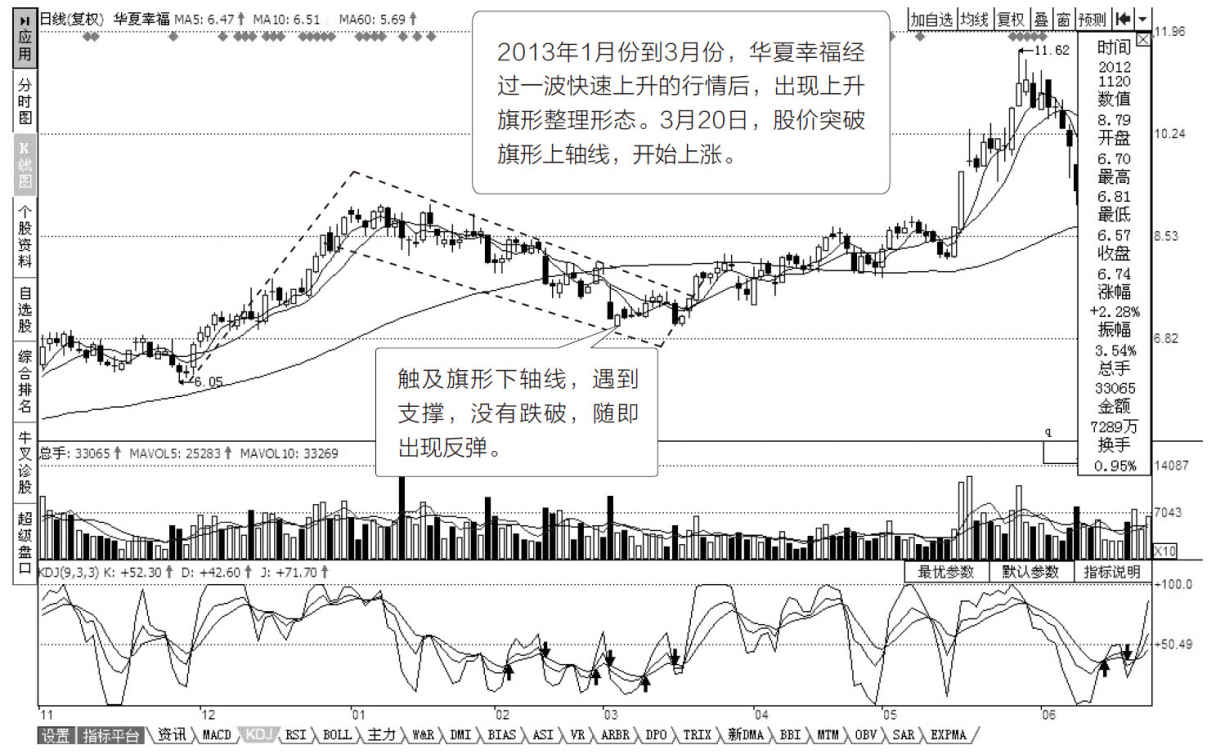 日线(复权) 华夏幸福 MA5: 6.47↑ MA10: 6.51↓ MA60: 5.69↑
加自选 均线 复权 叠 窗 预测
应用
分时图
K线图
个股资料
自选股
综合排名
牛叉诊股
超级盘口
2013年1月份到3月份，华夏幸福经
过一波快速上升的行情后，出现上升
旗形整理形态。3月20日，股价突破
旗形上轴线，开始上涨。
11.62
11.96
10.24
8.53
6.82
时间
2012
1120
数值
8.79
开盘
6.70
最高
6.81
最低
6.57
收盘
6.74
涨幅
+2.28%
振幅
3.54%
总手
33065
金额
7289万
换手
0.95%
6.05
触及旗形下轴线，遇到
支撑，没有跌破，随即
出现反弹。
q
总手: 33065↑ MAVOL5: 25283↑ MAVOL10: 33269
14087
7043
X10
KDJ(9,3,3) K: +52.30↑ D: +42.60↑ J: +71.70↑
最优参数 默认参数 指标说明
+100.0
+50.49
11 12 01 02 03 04 05 06
设置 指标平台 资讯 MACD KDJ RSI BOLL 主力 W&R DMI BIAS ASI VR ARBR DPO TRIX 新DMA BBI MTM OBV SAR EXPMA